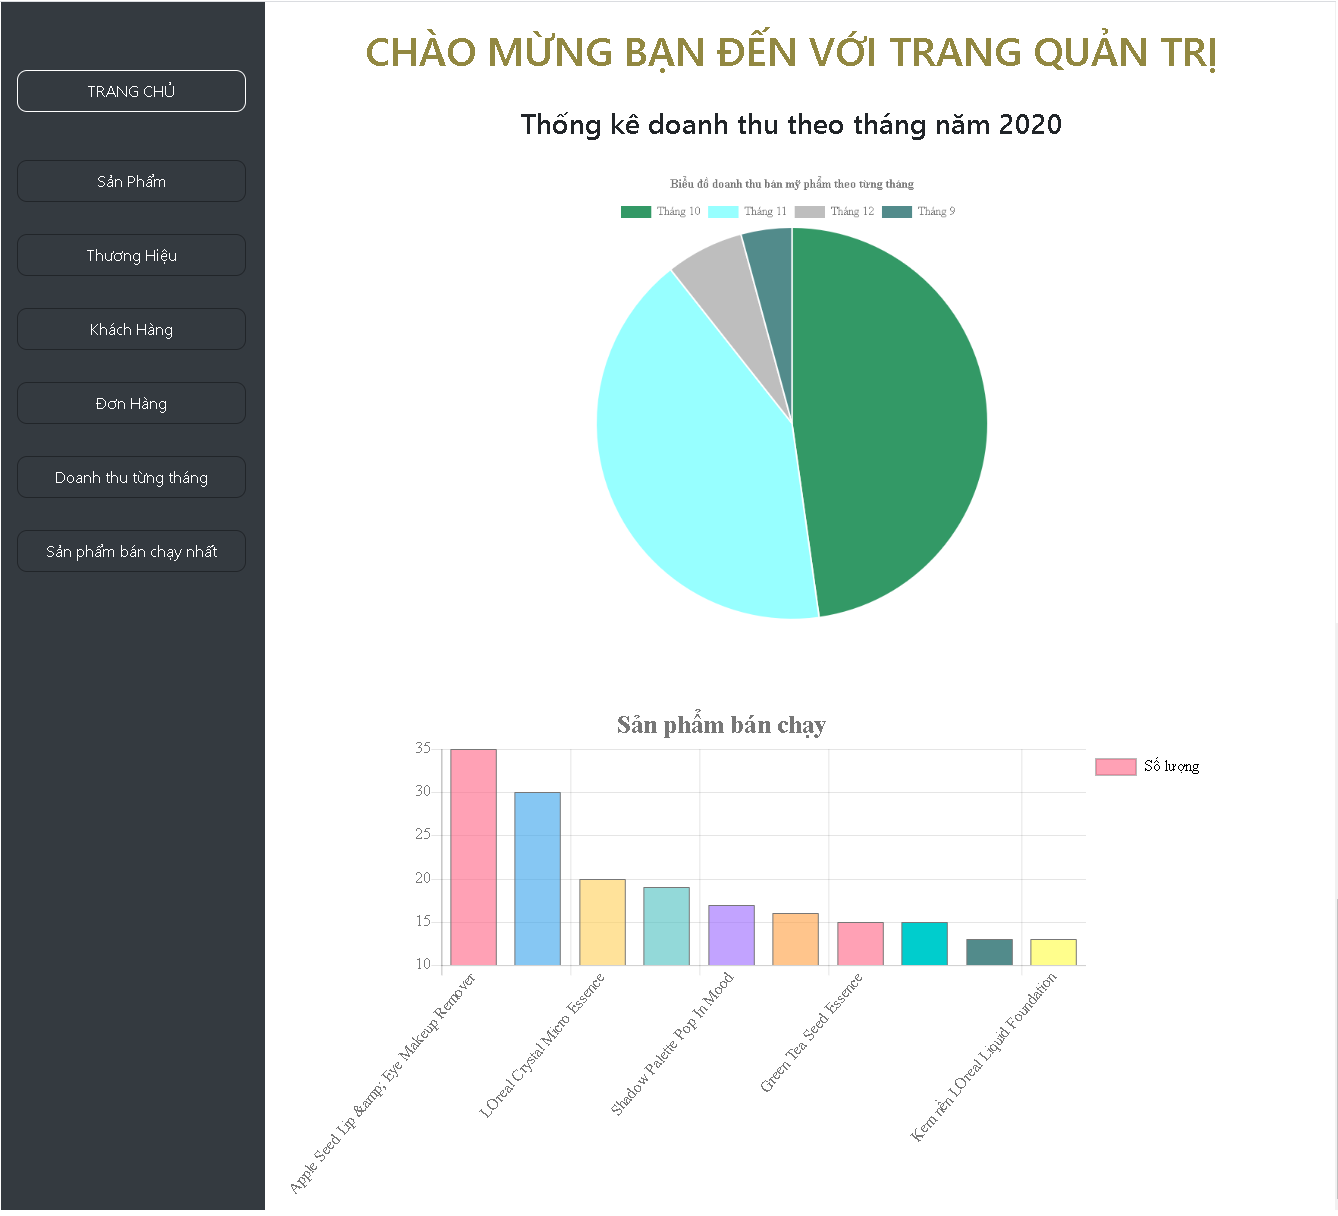 TRANG CHỦ
Sản Phẩm
Thương Hiệu
Khách Hàng
Đơn Hàng
Doanh thu từng tháng
Sản phẩm bán chạy nhất
CHÀO MỪNG BẠN ĐẾN VỚI TRANG QUẢN TRỊ
Thống kê doanh thu theo tháng năm 2020
Biểu đồ doanh thu bán mỹ phẩm theo từng tháng
Tháng 10 Tháng 11 Tháng 12 Tháng 9
Sản phẩm bán chạy
Số lượng
35
30
25
20
15
10
Apple Seed Lip &amp; Eye Makeup Remover
LOreal Crystal Micro Essence
Shadow Palette Pop In Mood
Green Tea Seed Essence
Kem nền LOreal Liquid Foundation